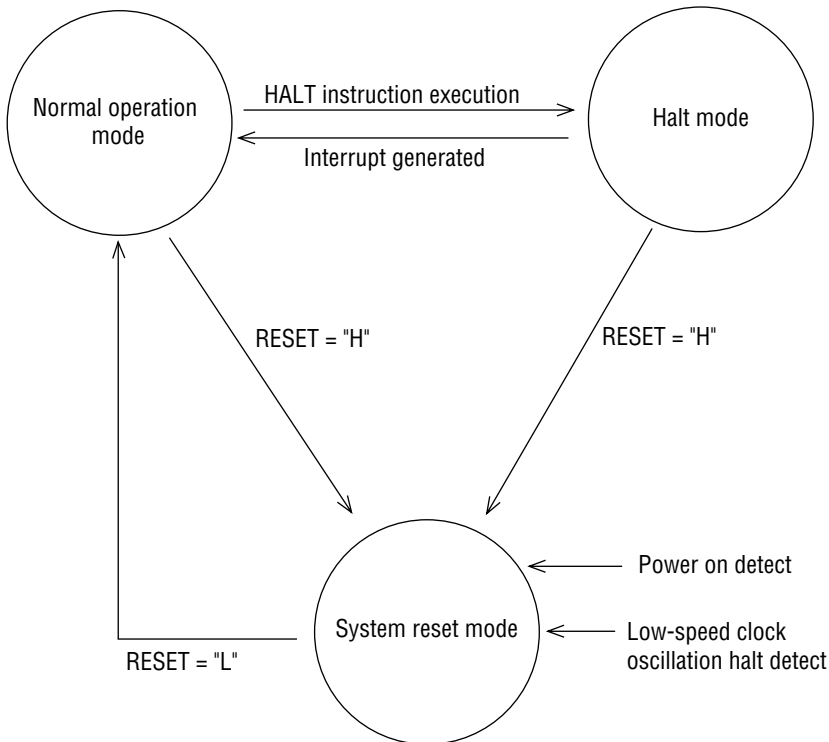 Normal operation
mode
HALT instruction execution
Interrupt generated
Halt mode
RESET = "H"
RESET = "H"
System reset mode
Power on detect
Low-speed clock
oscillation halt detect
RESET = "L"